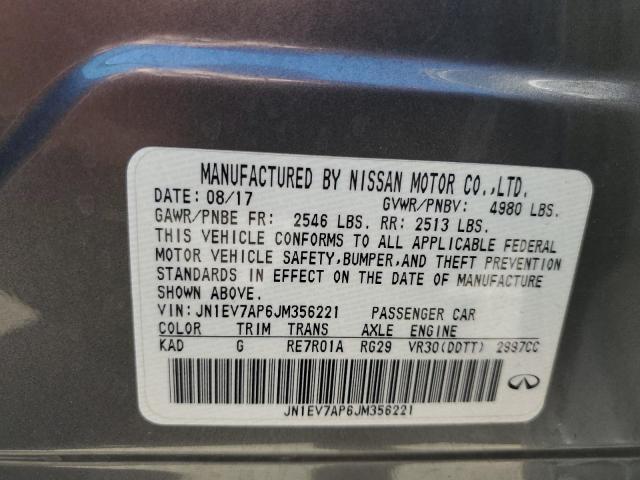 MANUFACTURED BY NISSAN MOTOR CO.,LTD.
DATE: 08/17 GVWR/PNBV: 4980 LBS.
GAWR/PNBE FR: 2546 LBS. RR: 2513 LBS.
THIS VEHICLE CONFORMS TO ALL APPLICABLE FEDERAL
MOTOR VEHICLE SAFETY,BUMPER,AND THEFT PREVENTION
STANDARDS IN EFFECT ON THE DATE OF MANUFACTURE
SHOWN ABOVE.
VIN: JN1EV7AP6JM356221 PASSENGER CAR
COLOR TRIM TRANS AXLE ENGINE
KAD G RE7R01A RG29 VR30(DDTT) 2997CC
JN1EV7AP6JM356221